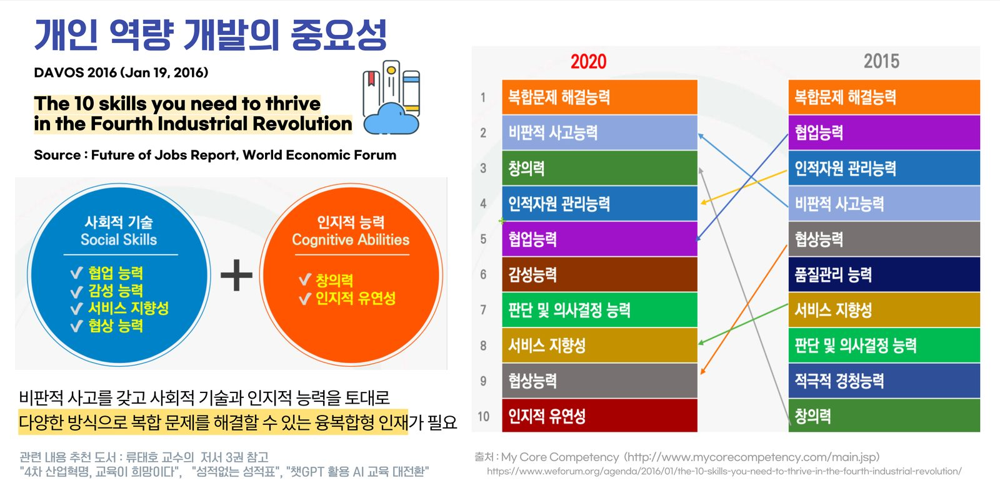 개인 역량 개발의 중요성
DAVOS 2016 (Jan 19, 2016)
The 10 skills you need to thrive
in the Fourth Industrial Revolution
Source : Future of Jobs Report, World Economic Forum
사회적 기술
Social Skills
협업 능력
감성 능력
서비스 지향성
협상 능력
+
인지적 능력
Cognitive Abilities
창의력
인지적 유연성
비판적 사고를 갖고 사회적 기술과 인지적 능력을 토대로
다양한 방식으로 복합 문제를 해결할 수 있는 융복합형 인재가 필요
관련 내용 추천 도서 : 류태호 교수의 저서 3권 참고
"4차 산업혁명, 교육이 희망이다", "성적없는 성적표", "챗GPT 활용 AI 교육 대전환"
2020 2015
1 복합문제 해결능력 복합문제 해결능력
2 비판적 사고능력 협업능력
3 창의력 인적자원 관리능력
4 인적자원 관리능력 비판적 사고능력
5 협업능력 협상능력
6 감성능력 품질관리 능력
7 판단 및 의사결정 능력 서비스 지향성
8 서비스 지향성 판단 및 의사결정 능력
9 협상능력 적극적 경청능력
10 인지적 유연성 창의력
출처 : My Core Competency (http://www.mycorecompetency.com/main.jsp)
https://www.weforum.org/agenda/2016/01/the-10-skills-you-need-to-thrive-in-the-fourth-industrial-revolution/